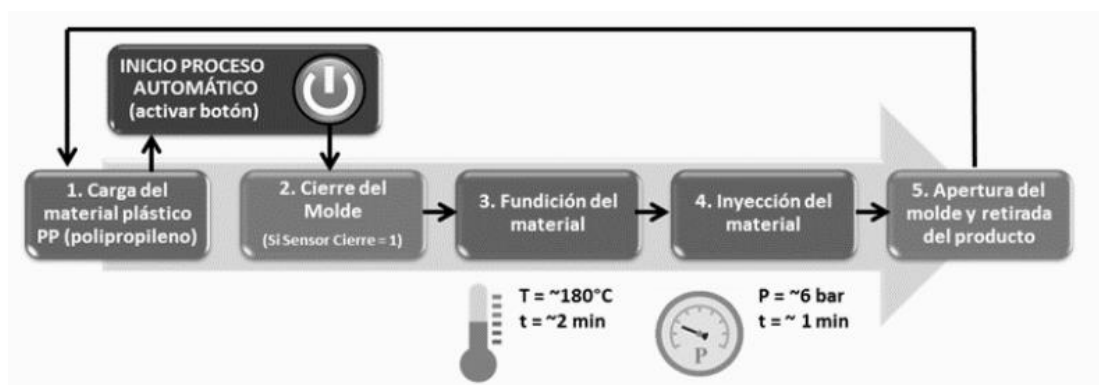 INICIO PROCESO
AUTOMÁTICO
(activar botón)
1. Carga del
material plástico
PP (polipropileno)
2. Cierre del
Molde
(Si Sensor Cierre = 1)
3. Fundición del
material
4. Inyección del
material
5. Apertura del
molde y retirada
del producto
T = ~180°C
t = ~2 min
P
P = ~6 bar
t = ~ 1 min